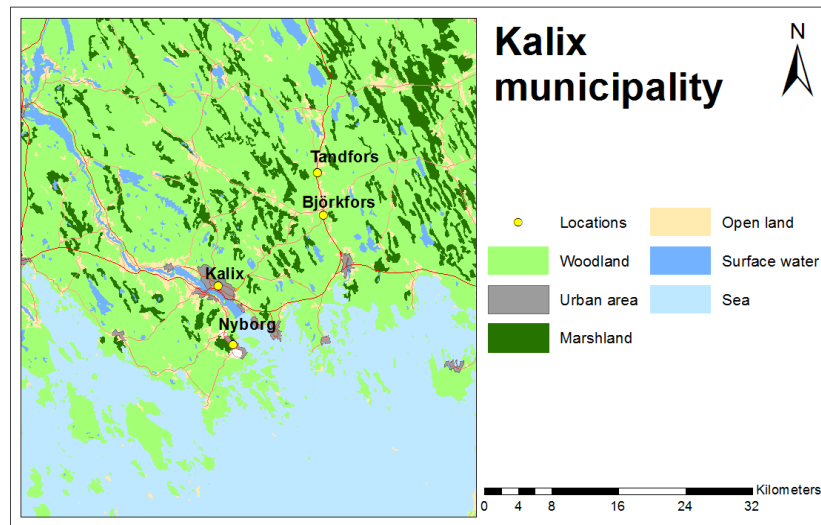 Kalix
municipality
N
Tandfors
Björkfors
Kalix
Nyborg
Locations
Open land
Woodland
Surface water
Urban area
Sea
Marshland
Kilometers
0 2 4 8 16 24 32